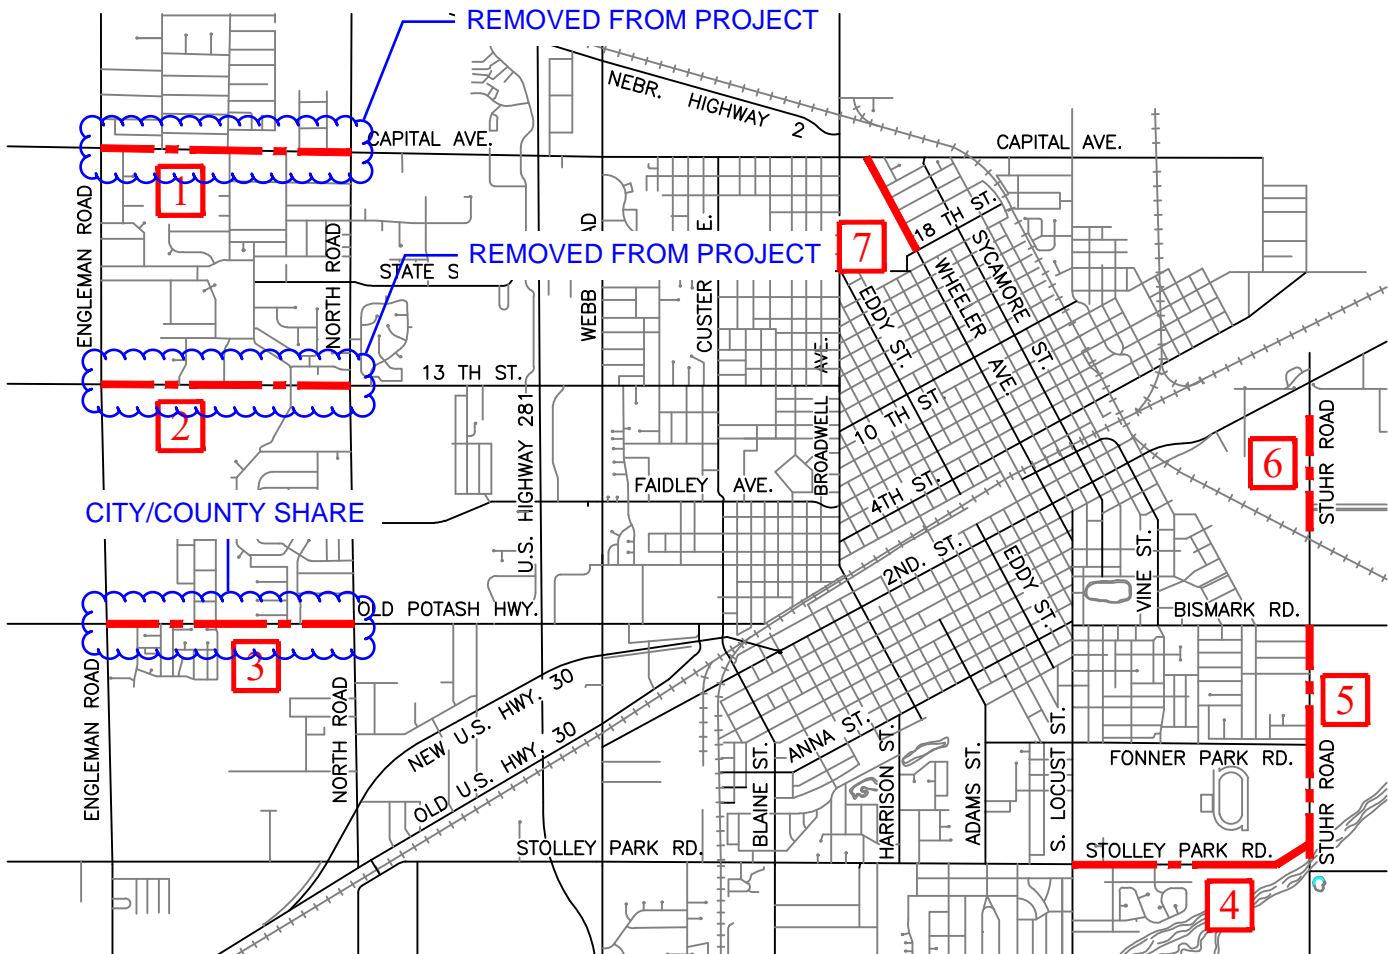 REMOVED FROM PROJECT
NEBR. HIGHWAY 2
CAPITAL AVE.
CAPITAL AVE.
1
ENGLEMAN ROAD
NORTH ROAD
REMOVED FROM PROJECT
STATE S
WEBB
AD
CUSTER
E.
7
18 TH ST.
SYCAMORE ST.
WHEELER AVE.
EDDY ST.
13 TH ST.
2
U.S. HIGHWAY 281
BROADWELL AVE.
10 TH ST
4TH ST.
FAIDLEY AVE.
6
STUHR ROAD
CITY/COUNTY SHARE
2ND. ST.
EDDY ST.
VINE ST.
BISMARK RD.
OLD POTASH HWY.
3
ENGLEMAN ROAD
NORTH ROAD
NEW U.S. HWY. 30
OLD U.S. HWY. 30
5
ANNA ST.
BLAINE ST.
HARRISON ST.
ADAMS ST.
S. LOCUST ST.
FONNER PARK RD.
STUHR ROAD
STOLLEY PARK RD.
STOLLEY PARK RD.
4